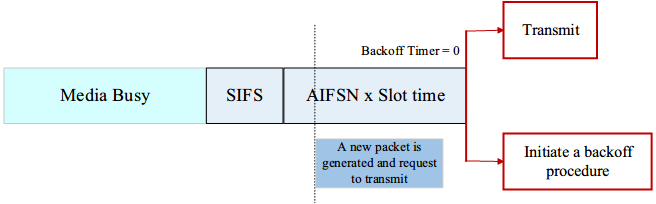 Transmit
Backoff Timer = 0
Media Busy
SIFS
AIFSN x Slot time
A new packet is
generated and request
to transmit
Initiate a backoff
procedure